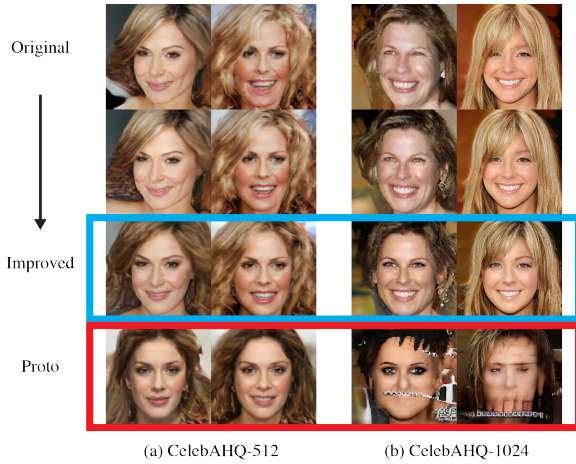 Original
Improved
Proto
(a) CelebAHQ-512
(b) CelebAHQ-1024